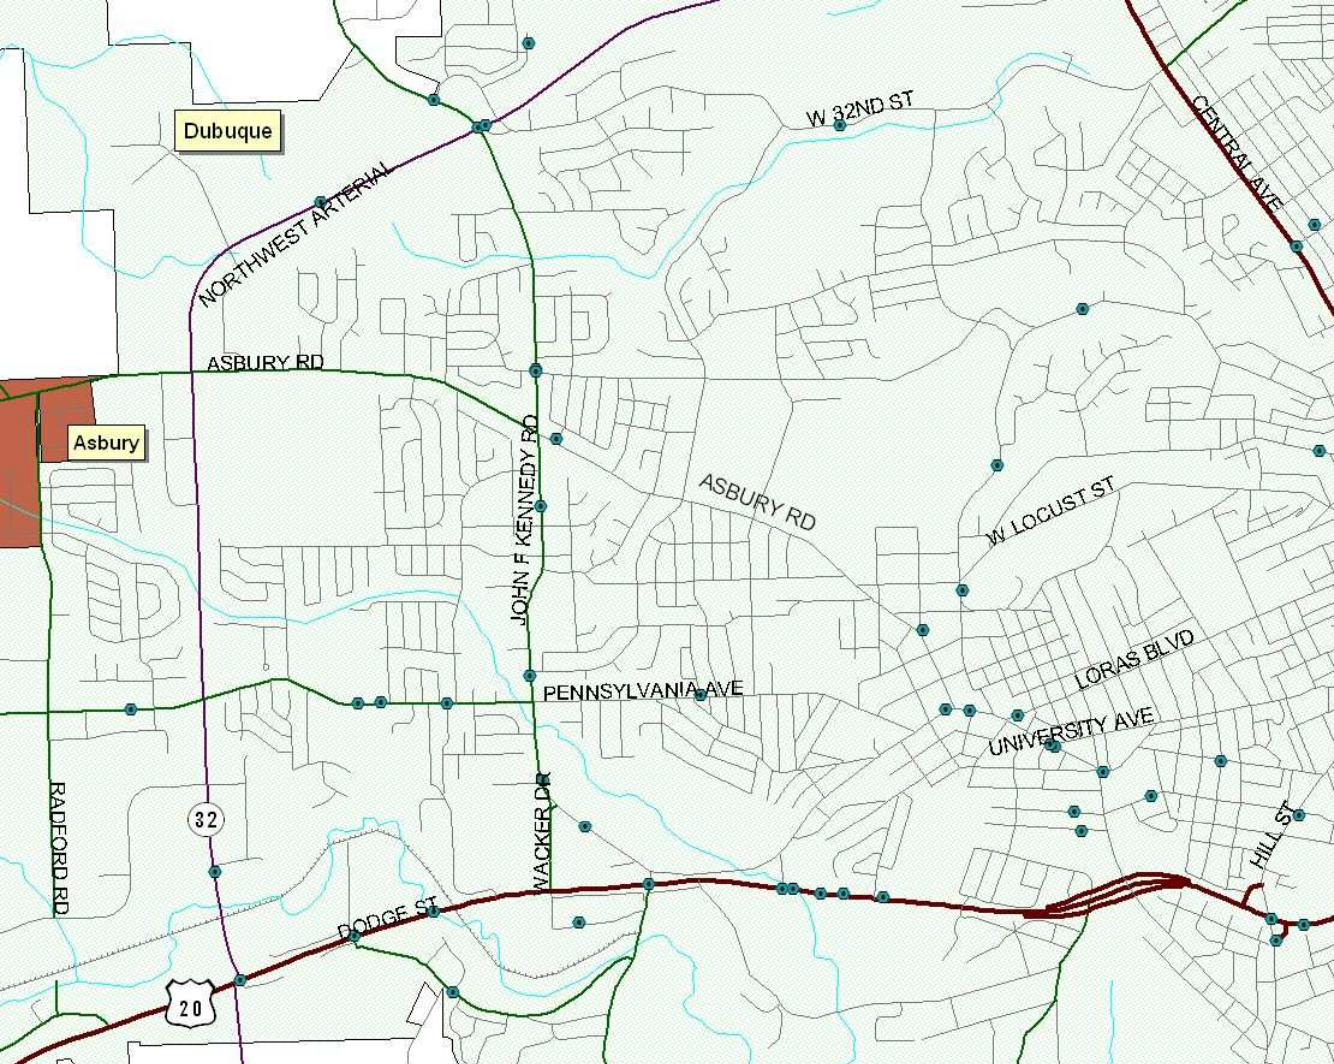 W 32ND ST
CENTRAL AVE
Dubuque
NORTHWEST ARTERIAL
ASBURY RD
Asbury
JOHN F KENNEDY RD
ASBURY RD
W LOCUST ST
LORAS BLVD
PENNSYLVANIA AVE
UNIVERSITY AVE
RADFORD RD
32
WACKER DR
HILL ST
DODGE ST
20